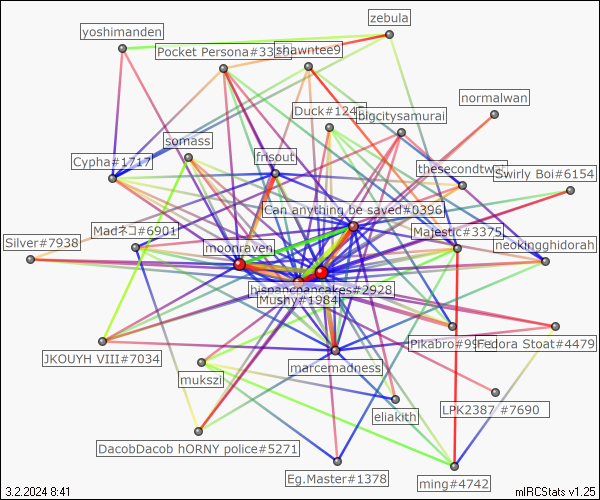 zebula
yoshimanden
Pocket Persona#33
shawntee9
normalwan
Duck#124
bigcitysamurai
somass
frisout
Cypha#1717
thesecondtw
Swirly Boi#6154
Can anything be saved#0396
Madネコ#6901
Majestic#3375
Silver#7938
moonraven
neokingghidorah
pancakes#2928
Mushy#1984
JKOUYH VIII#7034
Pikabro#99
Fedora Stoat#4479
marcemadness
mukszi
LPK2387 #7690
eliakith
DacobDacob hORNY police#5271
Eg.Master#1378
ming#4742
3.2.2024 8:41
mIRCStats v1.25